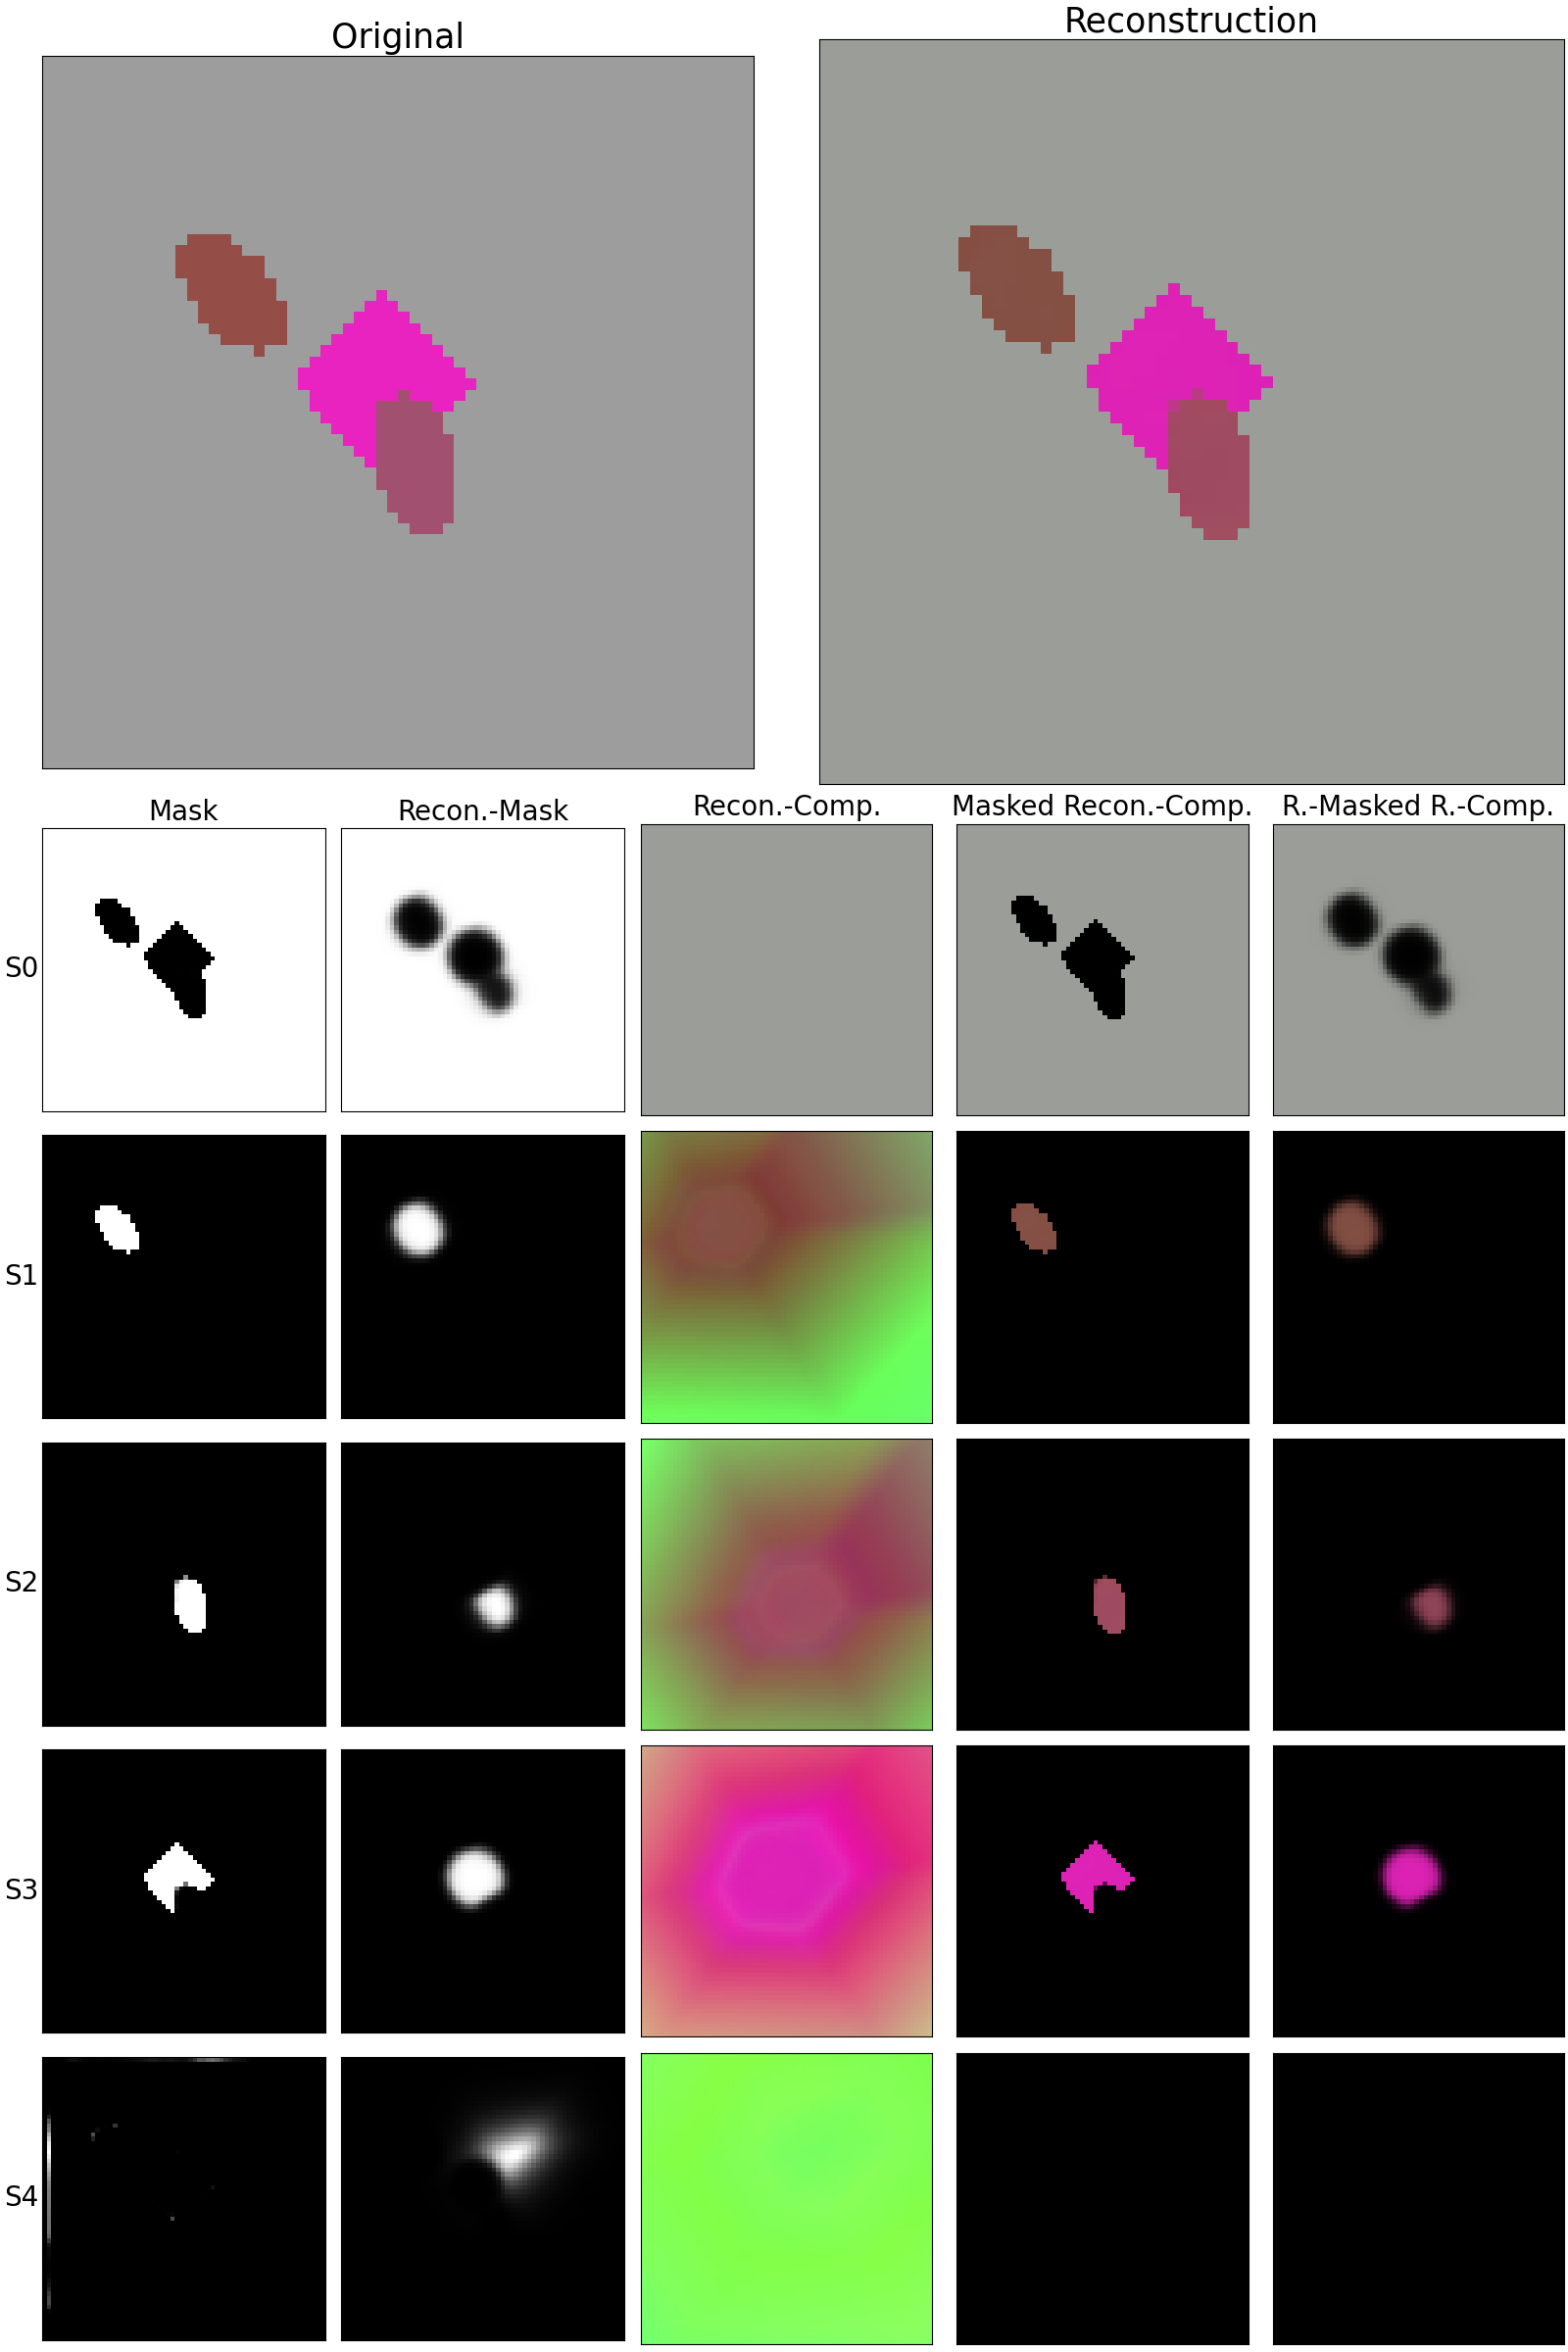 Original
Reconstruction
Mask
Recon.-Mask
Recon.-Comp.
Masked Recon.-Comp.
R.-Masked R.-Comp.
S0
S1
S2
S3
S4